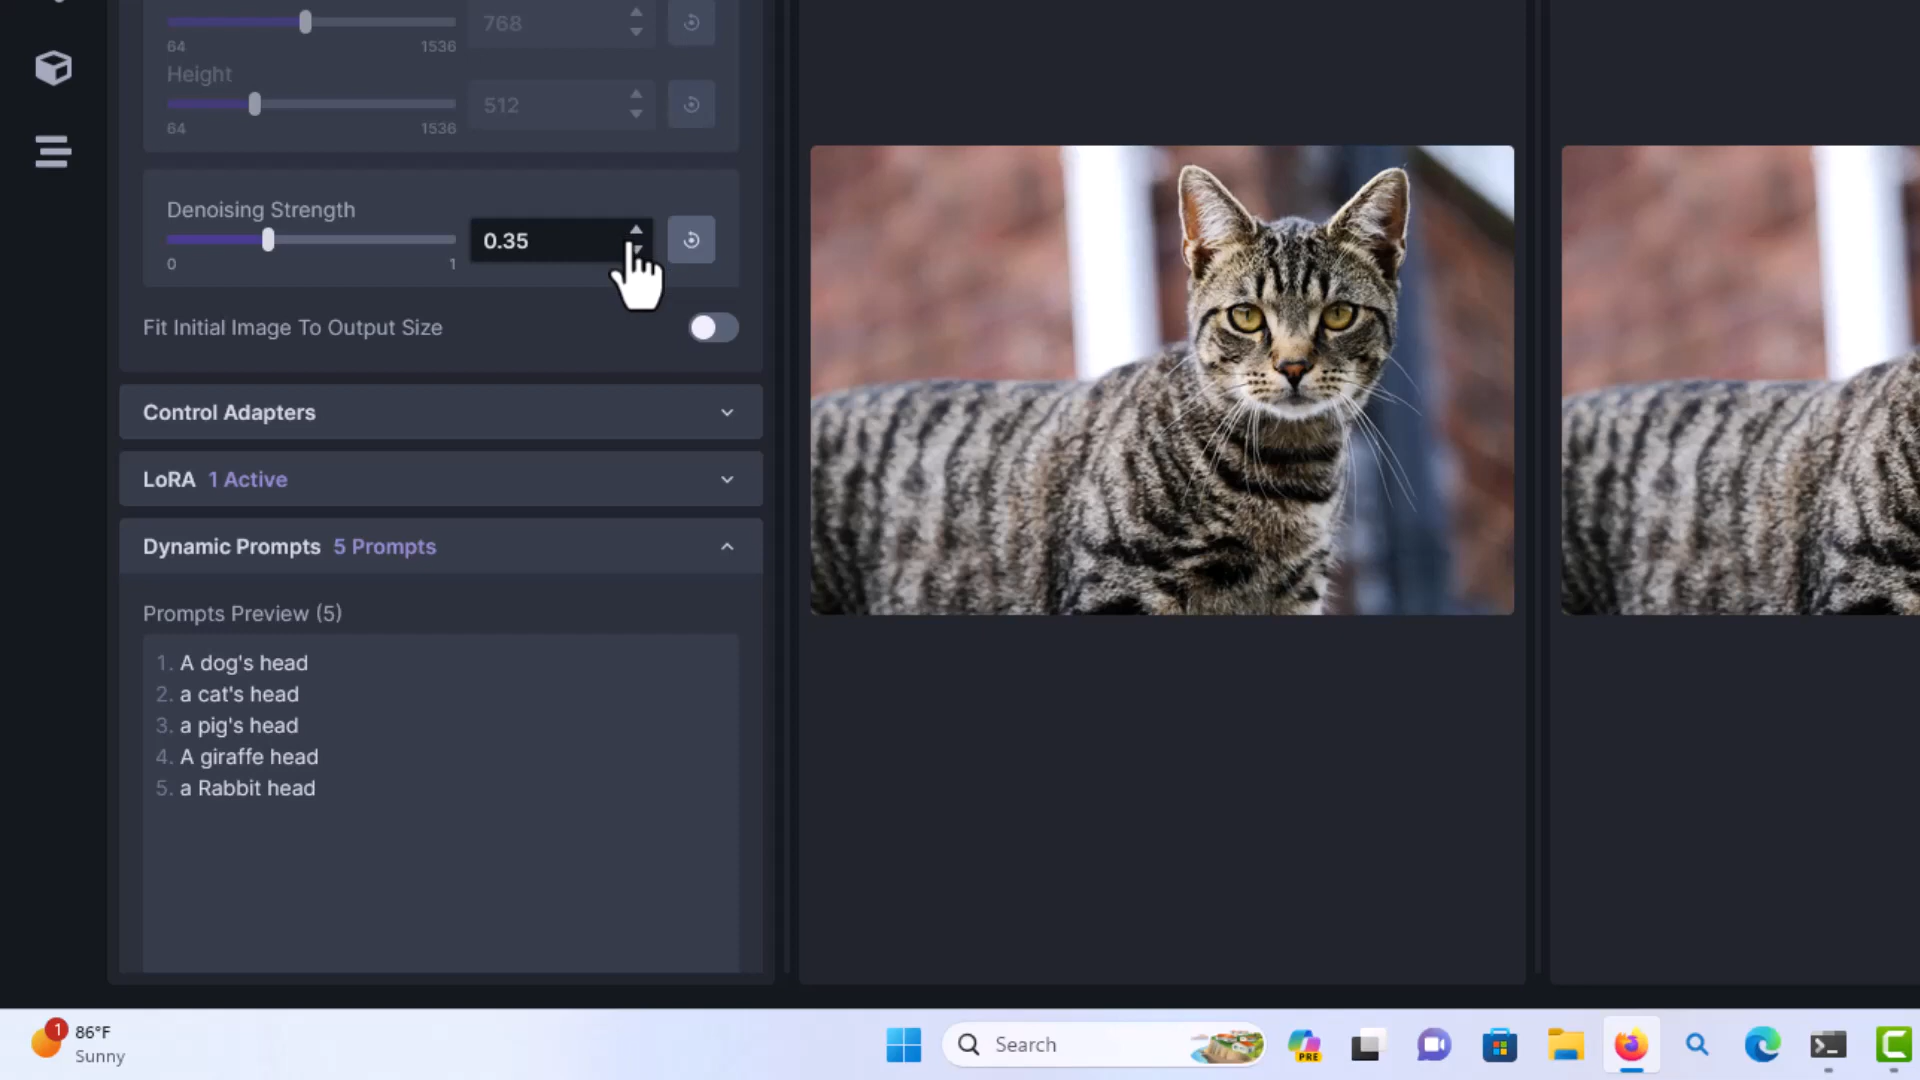 768
64 1536
Height
512
64 1536
Denoising Strength
0.35
0 1
Fit Initial Image To Output Size
Control Adapters
LoRA 1 Active
Dynamic Prompts 5 Prompts
Prompts Preview (5)
1. A dog's head
2. a cat's head
3. a pig's head
4. A giraffe head
5. a Rabbit head
1
86°F
Sunny
Search
PRE